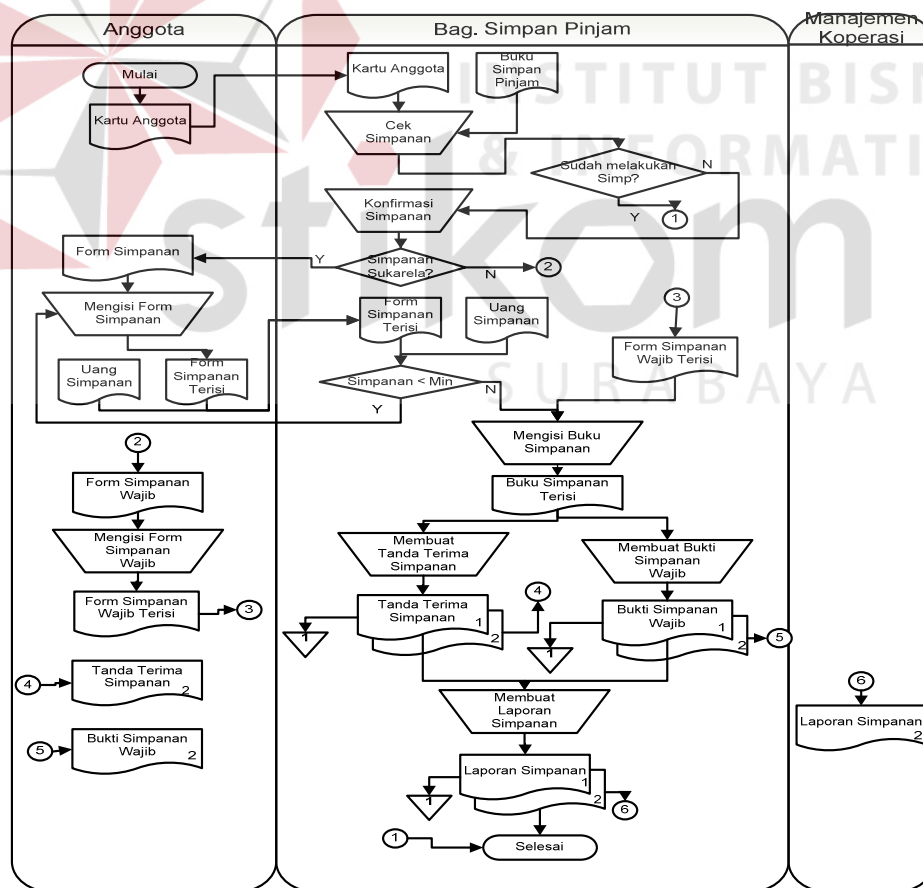 Anggota
Bag. Simpan Pinjam
Manajemen
Koperasi
INSTITUT BISN
& INFORMATI
stikom
SURABAYA
Mulai
Kartu Anggota
Kartu Anggota
Buku
Simpan
Pinjam
Cek
Simpanan
Sudah melakukan
Simp?
N
Y
1
Konfirmasi
Simpanan
Simpanan
Sukarela?
Y
N
2
Form Simpanan
Mengisi Form
Simpanan
Uang
Simpanan
Form
Simpanan
Terisi
Form
Simpanan
Terisi
Uang
Simpanan
3
Form Simpanan
Wajib Terisi
Simpanan < Min
N
Y
Mengisi Buku
Simpanan
Buku Simpanan
Terisi
2
Form Simpanan
Wajib
Mengisi Form
Simpanan
Wajib
Form Simpanan
Wajib Terisi
3
Membuat
Tanda Terima
Simpanan
Membuat Bukti
Simpanan
Wajib
Tanda Terima
Simpanan
1
2
4
1
Bukti Simpanan
Wajib
1
2
5
1
4
Tanda Terima
Simpanan
2
5
Bukti Simpanan
Wajib
2
Membuat
Laporan
Simpanan
Laporan Simpanan
1
2
1
6
6
Laporan Simpanan
2
1
Selesai